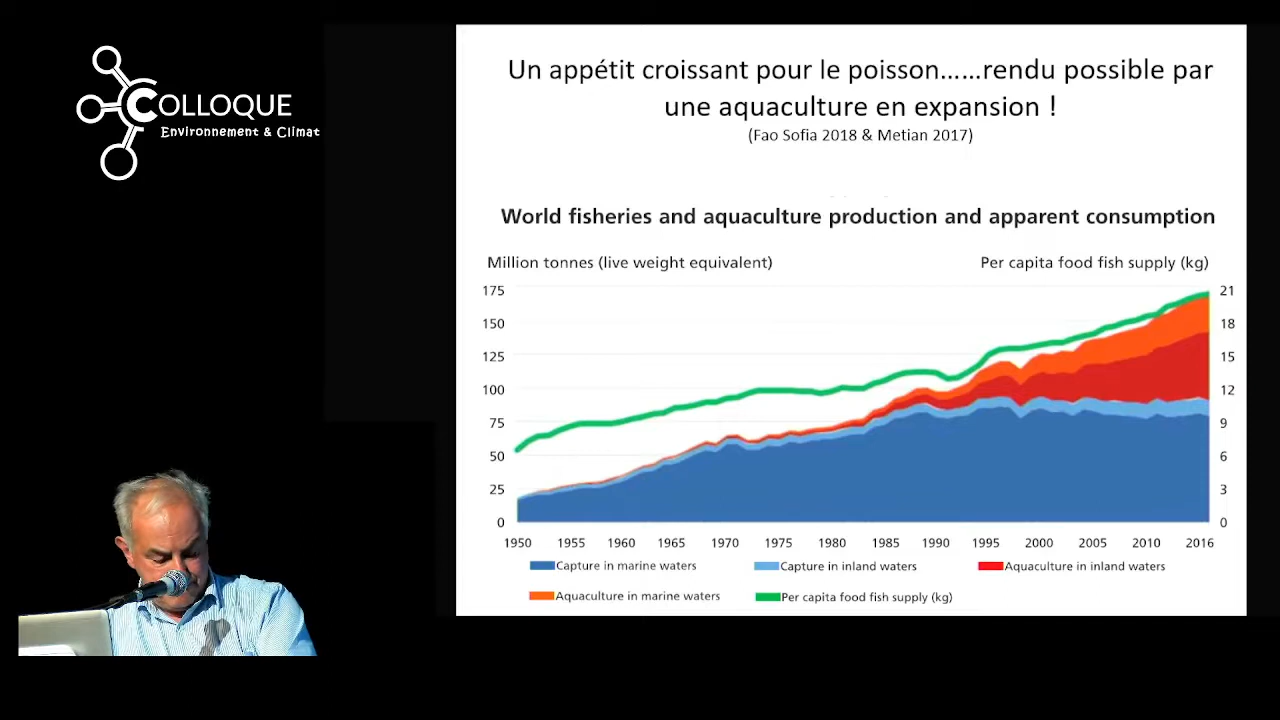 COLLOQUE
Environnement & Climat
Un appétit croissant pour le poisson……rendu possible par
une aquaculture en expansion !
(Fao Sofia 2018 & Metian 2017)
World fisheries and aquaculture production and apparent consumption
Million tonnes (live weight equivalent)
Per capita food fish supply (kg)
175
21
150
18
125
15
100
12
75
9
50
6
25
3
0
0
1950 1955 1960 1965 1970 1975 1980 1985 1990 1995 2000 2005 2010 2016
Capture in marine waters
Capture in inland waters
Aquaculture in inland waters
Aquaculture in marine waters
Per capita food fish supply (kg)